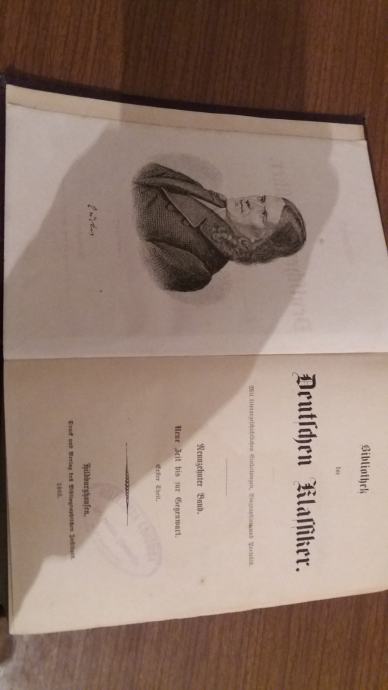 Bibliothek
der
Deutschen Klassiker.
Mit literargeschichtlichen Einleitungen, Biographien und Porträts.
Neunzehnter Band.
Neue Zeit bis zur Gegenwart.
Erster Theil.
Hildburghausen.
Druck und Verlag des Bibliographischen Instituts.